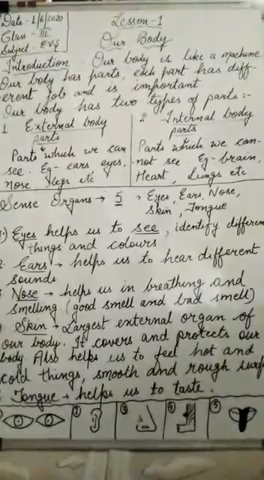 Date - 1/6/2020
Lesson - 1
Class - III
Our Body
Subject - EVS
Introduction - Our body is like a machine
Our body has parts, each part has diff-
erent job and is important.
Our body has two types of parts:-
1 External body parts
Parts which we can
see. Eg- ears eyes,
Nose legs etc
2 Internal body parts
Parts which we can-
not see. Eg- brain,
Heart, Lungs etc
Sense Organs → 5 → Eyes, Ears, Nose,
Skin, Tongue
1) Eyes helps us to see, identify differen
things and colours
2 Ears → helps us to hear different
sounds
3 Nose → helps us in breathing and
smelling (good smell and bad smell)
4 Skin → Largest external organ of
our body. It covers and protects our
body Also helps us to feel hot and
cold things, smooth and rough surf
Tongue → helps us to taste.